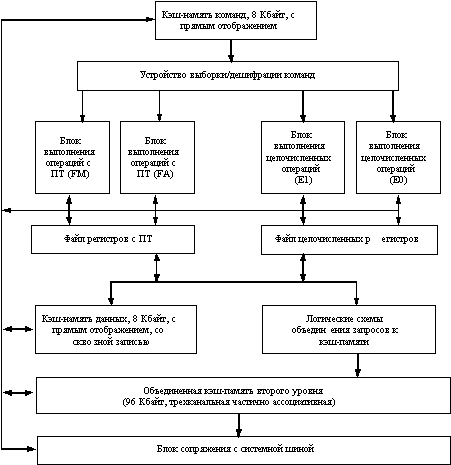 Кэш-память команд, 8 Кбайт, с
прямым отображением
Устройство выборки/дешифрации команд
Блок
выполнения
операций с
ПТ (FM)
Блок
выполнения
операций с
ПТ (FA)
Блок
выполнения
целочисленных
операций
(E1)
Блок
выполнения
целочисленных
операций
(E0)
Файл регистров с ПТ
Файл целочисленных р егистров
Кэш-память данных, 8 Кбайт, с
прямым отображением, со
скво зной записью
Логические схемы
объедин ения запросов к
кэш-памяти
Объединенная кэш-память второго уровня
(96 Кбайт, трехканальная частично ассоциативная)
Блок сопряжения с системной шиной